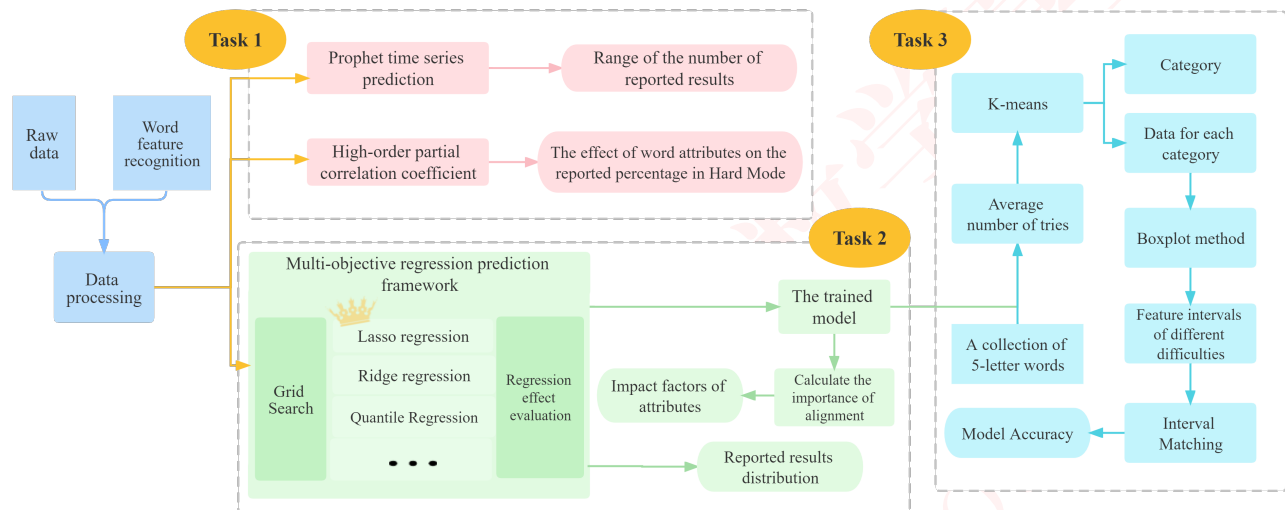 Task 1
Prophet time series
prediction
Range of the number of
reported results
High-order partial
correlation coefficient
The effect of word attributes on the
reported percentage in Hard Mode
Raw
data
Word
feature
recognition
Data
processing
Task 2
Multi-objective regression prediction
framework
Grid
Search
Lasso regression
Ridge regression
Quantile Regression
Regression
effect
evaluation
The trained
model
Calculate the
importance of
alignment
Impact factors of
attributes
Reported results
distribution
Task 3
K-means
Category
Data for each
category
Average
number of tries
Boxplot method
A collection of
5-letter words
Feature intervals
of different
difficulties
Interval
Matching
Model Accuracy